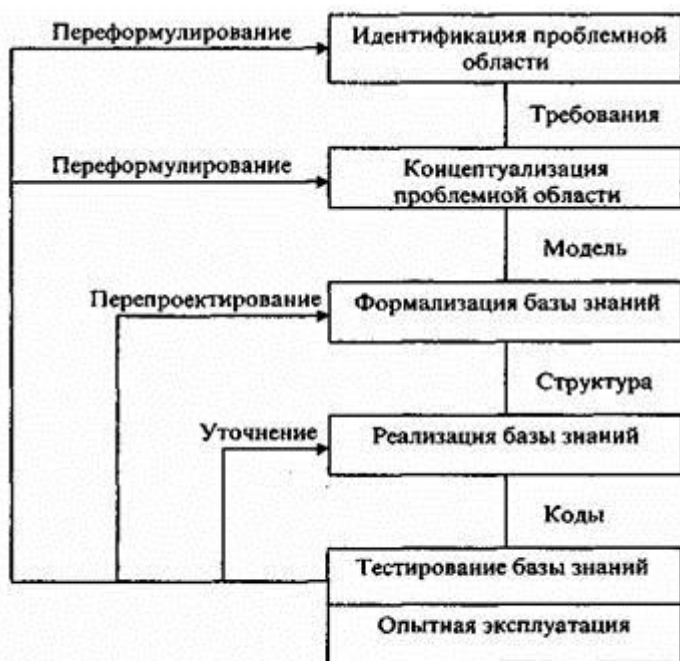 Переформулирование
Идентификация проблемной
области
Требования
Переформулирование
Концептуализация
проблемной области
Модель
Перепроектирование
Формализация базы знаний
Структура
Уточнение
Реализация базы знаний
Коды
Тестирование базы знаний
Опытная эксплуатация